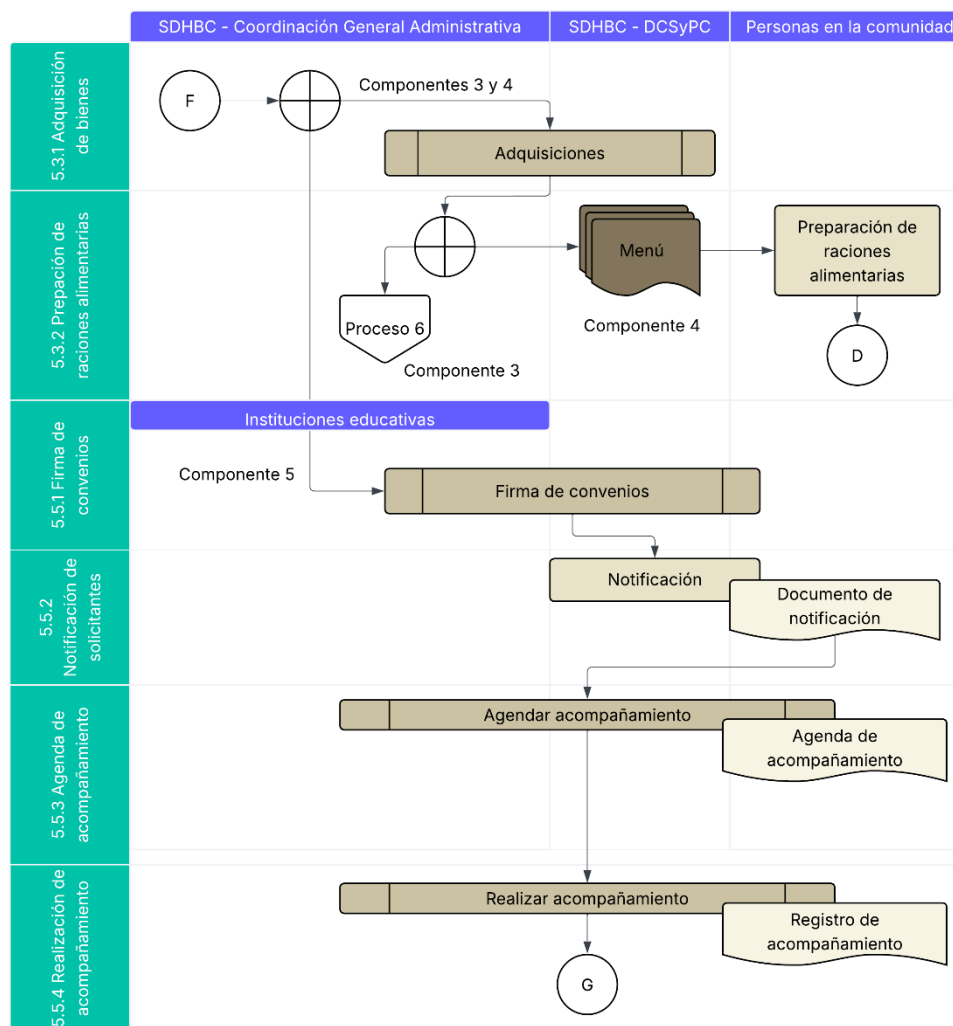 SDHBC - Coordinación General Administrativa
SDHBC - DCSyPC
Personas en la comunidad
5.3.1 Adquisición
de bienes
F
Componentes 3 y 4
Adquisiciones
5.3.2 Prepación de
raciones alimentarias
Menú
Preparación de
raciones
alimentarias
Proceso 6
Componente 4
D
Componente 3
Instituciones educativas
5.5.1 Firma de
convenios
Componente 5
Firma de convenios
5.5.2
Notificación de
solicitantes
Notificación
Documento de
notificación
5.5.3 Agenda de
acompañamiento
Agendar acompañamiento
Agenda de
acompañamiento
5.5.4 Realización de
acompañamiento
Realizar acompañamiento
Registro de
acompañamiento
G